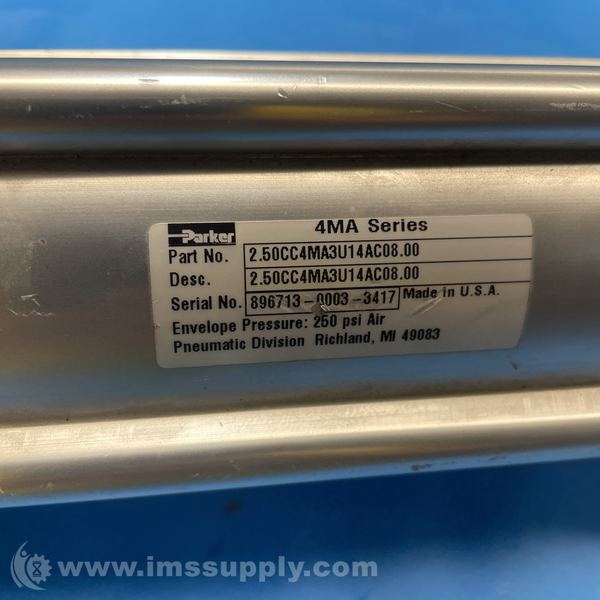 Parker 4MA Series
Part No. 2.50CC4MA3U14AC08.00
Desc. 2.50CC4MA3U14AC08.00
Serial No. 896713-0003-3417 Made in U.S.A.
Envelope Pressure: 250 psi Air
Pneumatic Division Richland, MI 49083
www.imssupply.com/